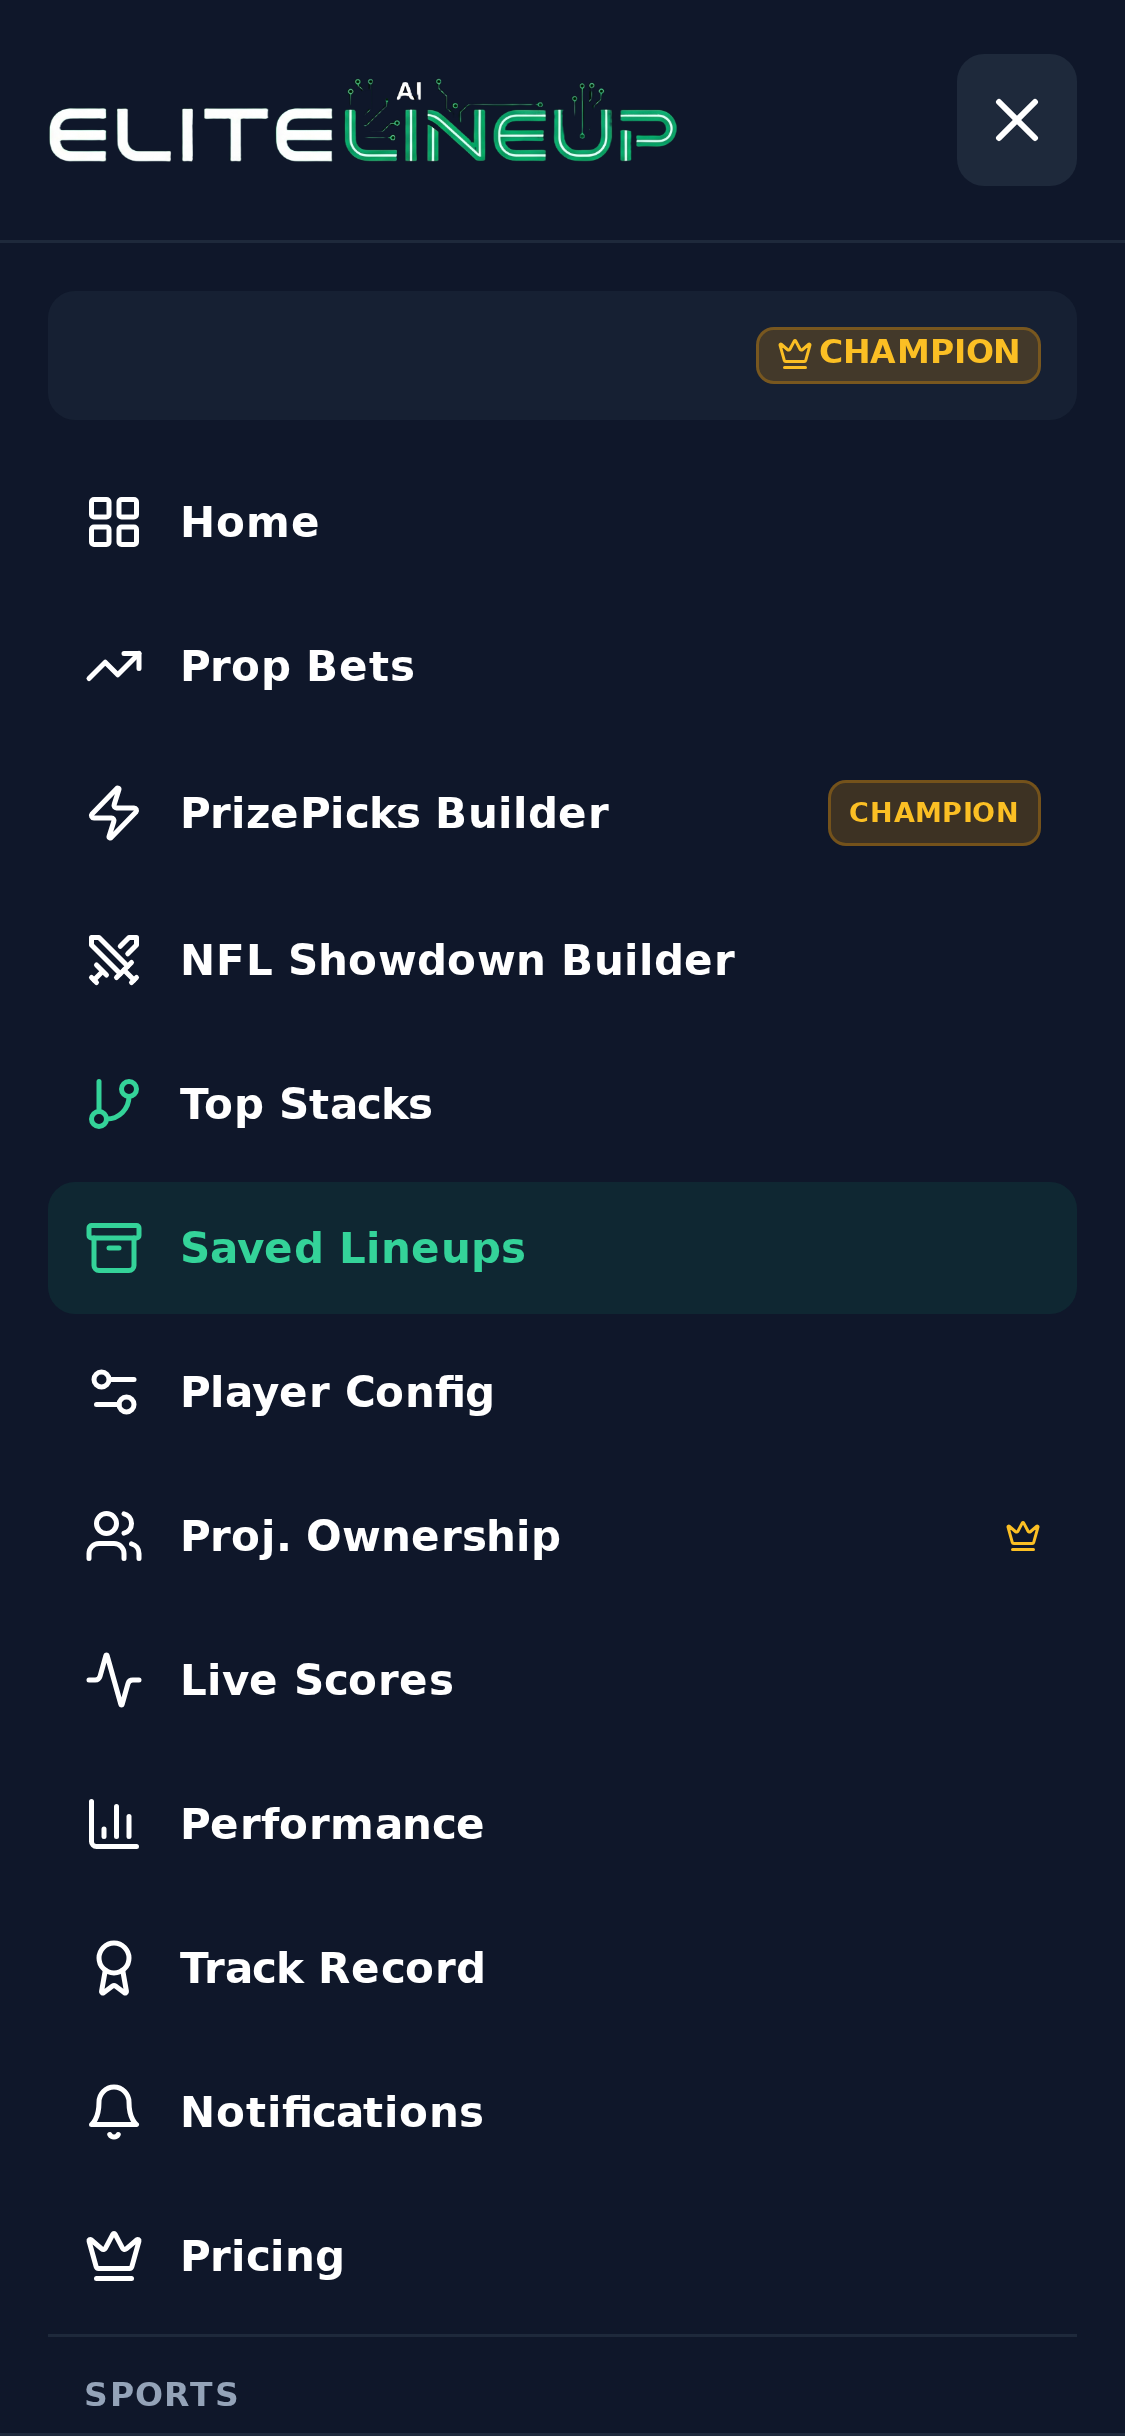 AI
ELITELINEUP
CHAMPION
Home
Prop Bets
PrizePicks Builder
CHAMPION
NFL Showdown Builder
Top Stacks
Saved Lineups
Player Config
Proj. Ownership
Live Scores
Performance
Track Record
Notifications
Pricing
SPORTS